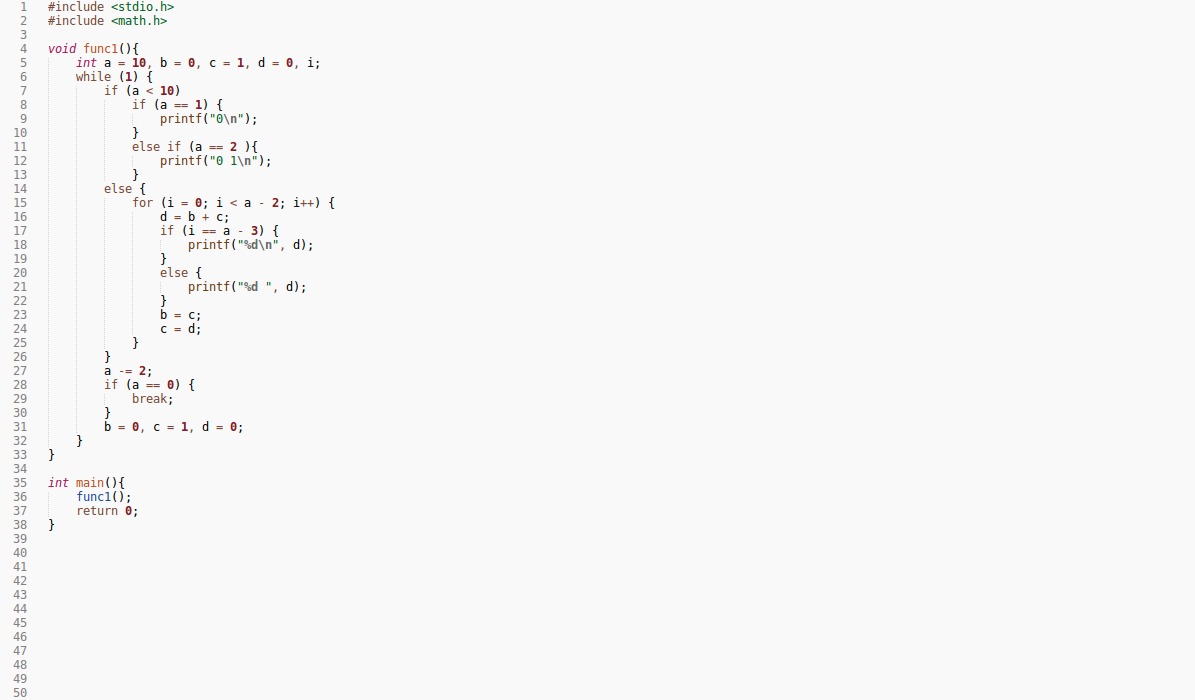 1 #include <stdio.h>
2 #include <math.h>
3
4 void func1(){
5     int a = 10, b = 0, c = 1, d = 0, i;
6     while (1) {
7         if (a < 10)
8             if (a == 1) {
9                 printf("0\n");
10             }
11             else if (a == 2 ){
12                 printf("0 1\n");
13             }
14         else {
15             for (i = 0; i < a - 2; i++) {
16                 d = b + c;
17                 if (i == a - 3) {
18                     printf("%d\n", d);
19                 }
20                 else {
21                     printf("%d ", d);
22                 }
23                 b = c;
24                 c = d;
25             }
26         }
27         a -= 2;
28         if (a == 0) {
29             break;
30         }
31         b = 0, c = 1, d = 0;
32     }
33 }
34
35 int main(){
36     func1();
37     return 0;
38 }
39
40
41
42
43
44
45
46
47
48
49
50